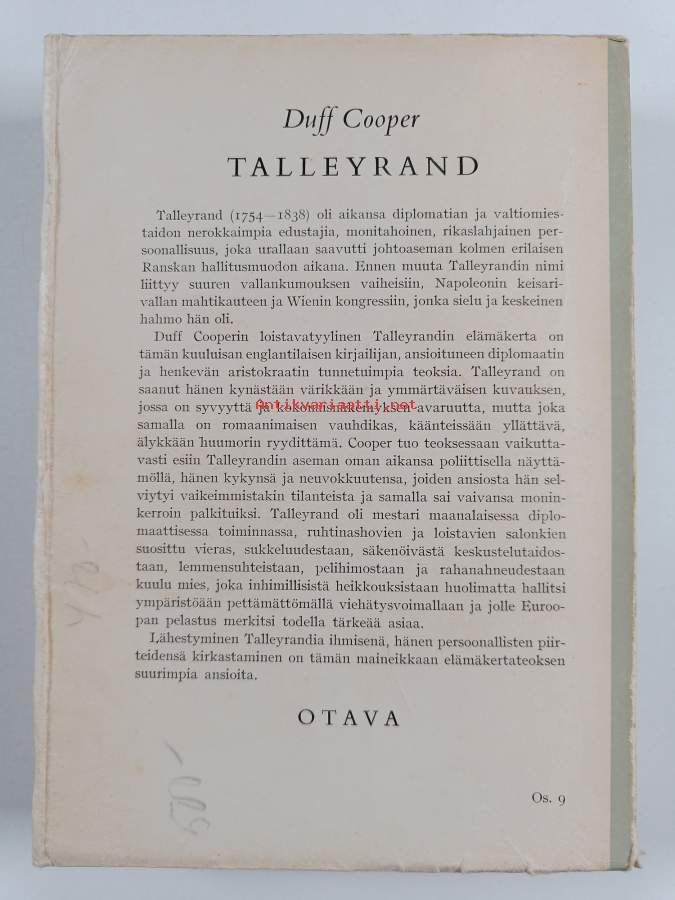 Duff Cooper
TALLEYRAND
Talleyrand (1754—1838) oli aikansa diplomatian ja valtiomies-
taidon nerokkaimpia edustajia, monitahoinen, rikaslahjainen per-
soonallisuus, joka urallaan saavutti johtoaseman kolmen erilaisen
Ranskan hallitusmuodon aikana. Ennen muuta Talleyrandin nimi
liittyy suuren vallankumouksen vaiheisiin, Napoleonin keisari-
vallan mahtikauteen ja Wienin kongressiin, jonka sielu ja keskeinen
hahmo hän oli.
Duff Cooperin loistavatyylinen Talleyrandin elämäkerta on
tämän kuuluisan englantilaisen kirjailijan, ansioituneen diplomaatin
ja henkevän aristokraatin tunnetuimpia teoksia. Talleyrand on
saanut hänen kynästään värikkään ja ymmärtäväisen kuvauksen,
jossa on syvyyttä ja kokonaisnäkemyksen avaruutta, mutta joka
Antikvariaatti.net
samalla on romaanimaisen vauhdikas, käänteissään yllättävä,
älykkään huumorin ryydittämä. Cooper tuo teoksessaan vaikutta-
vasti esiin Talleyrandin aseman oman aikansa poliittisella näyttä-
möllä, hänen kykynsä ja neuvokkuutensa, joiden ansiosta hän sel-
viytyi vaikeimmistakin tilanteista ja samalla sai vaivansa monin-
kerroin palkituiksi. Talleyrand oli mestari maanalaisessa diplo-
maattisessa toiminnassa, ruhtinashovien ja loistavien salonkien
suosittu vieras, sukkeluudestaan, säkenöivästä keskustelutaidos-
taan, lemmensuhteistaan, pelihimostaan ja rahanahneudestaan
kuulu mies, joka inhimillisistä heikkouksistaan huolimatta hallitsi
ympäristöään pettämättömällä viehätysvoimallaan ja jolle Euroo-
pan pelastus merkitsi todella tärkeää asiaa.
Lähestyminen Talleyrandia ihmisenä, hänen persoonallisten piir-
teidensä kirkastaminen on tämän maineikkaan elämäkertateoksen
suurimpia ansioita.
OTAVA
Os. 9